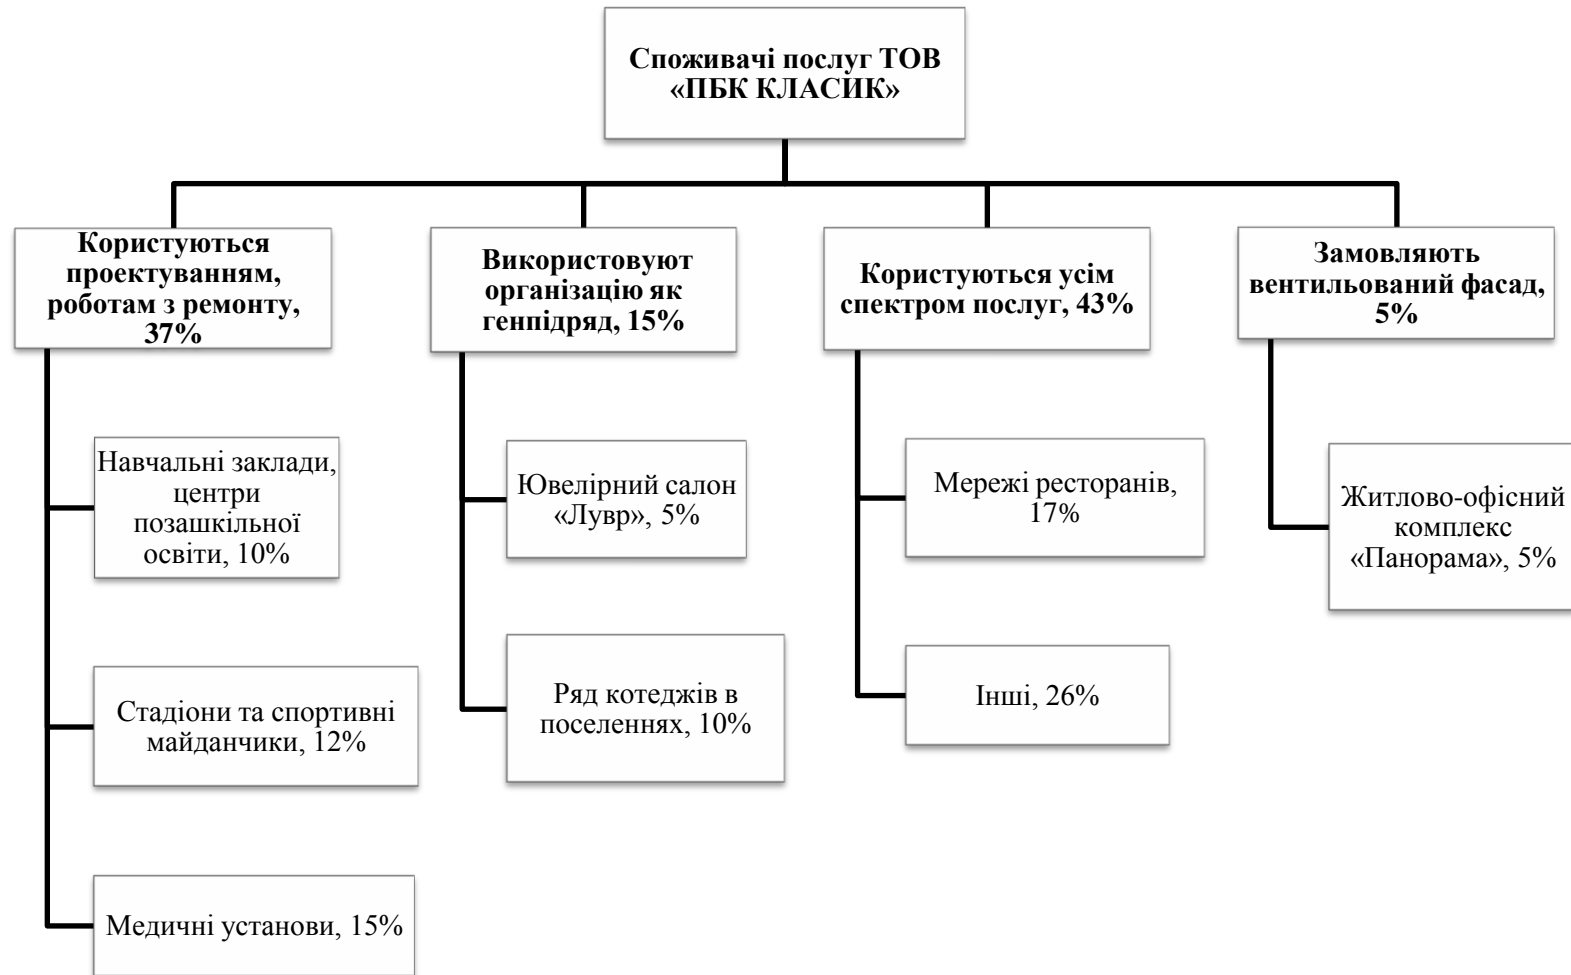 Споживачі послуг ТОВ
«ПБК КЛАСИК»
Користуються
проектуванням,
роботам з ремонту,
37%
Навчальні заклади,
центри
позашкільної
освіти, 10%
Стадіони та спортивні
майданчики, 12%
Медичні установи, 15%
Використовуют
організацію як
генпідряд, 15%
Ювелірний салон
«Лувр», 5%
Ряд котеджів в
поселеннях, 10%
Користуються усім
спектром послуг, 43%
Мережі ресторанів,
17%
Інші, 26%
Замовляють
вентильований фасад,
5%
Житлово-офісний
комплекс
«Панорама», 5%